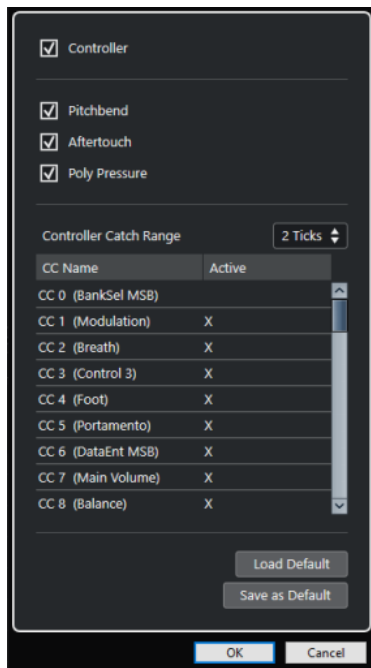 Controller
Pitchbend
Aftertouch
Poly Pressure
Controller Catch Range 2 Ticks
CC Name Active
CC 0 (BankSel MSB)
CC 1 (Modulation) X
CC 2 (Breath) X
CC 3 (Control 3) X
CC 4 (Foot) X
CC 5 (Portamento) X
CC 6 (DataEnt MSB) X
CC 7 (Main Volume) X
CC 8 (Balance) X
Load Default
Save as Default
OK Cancel